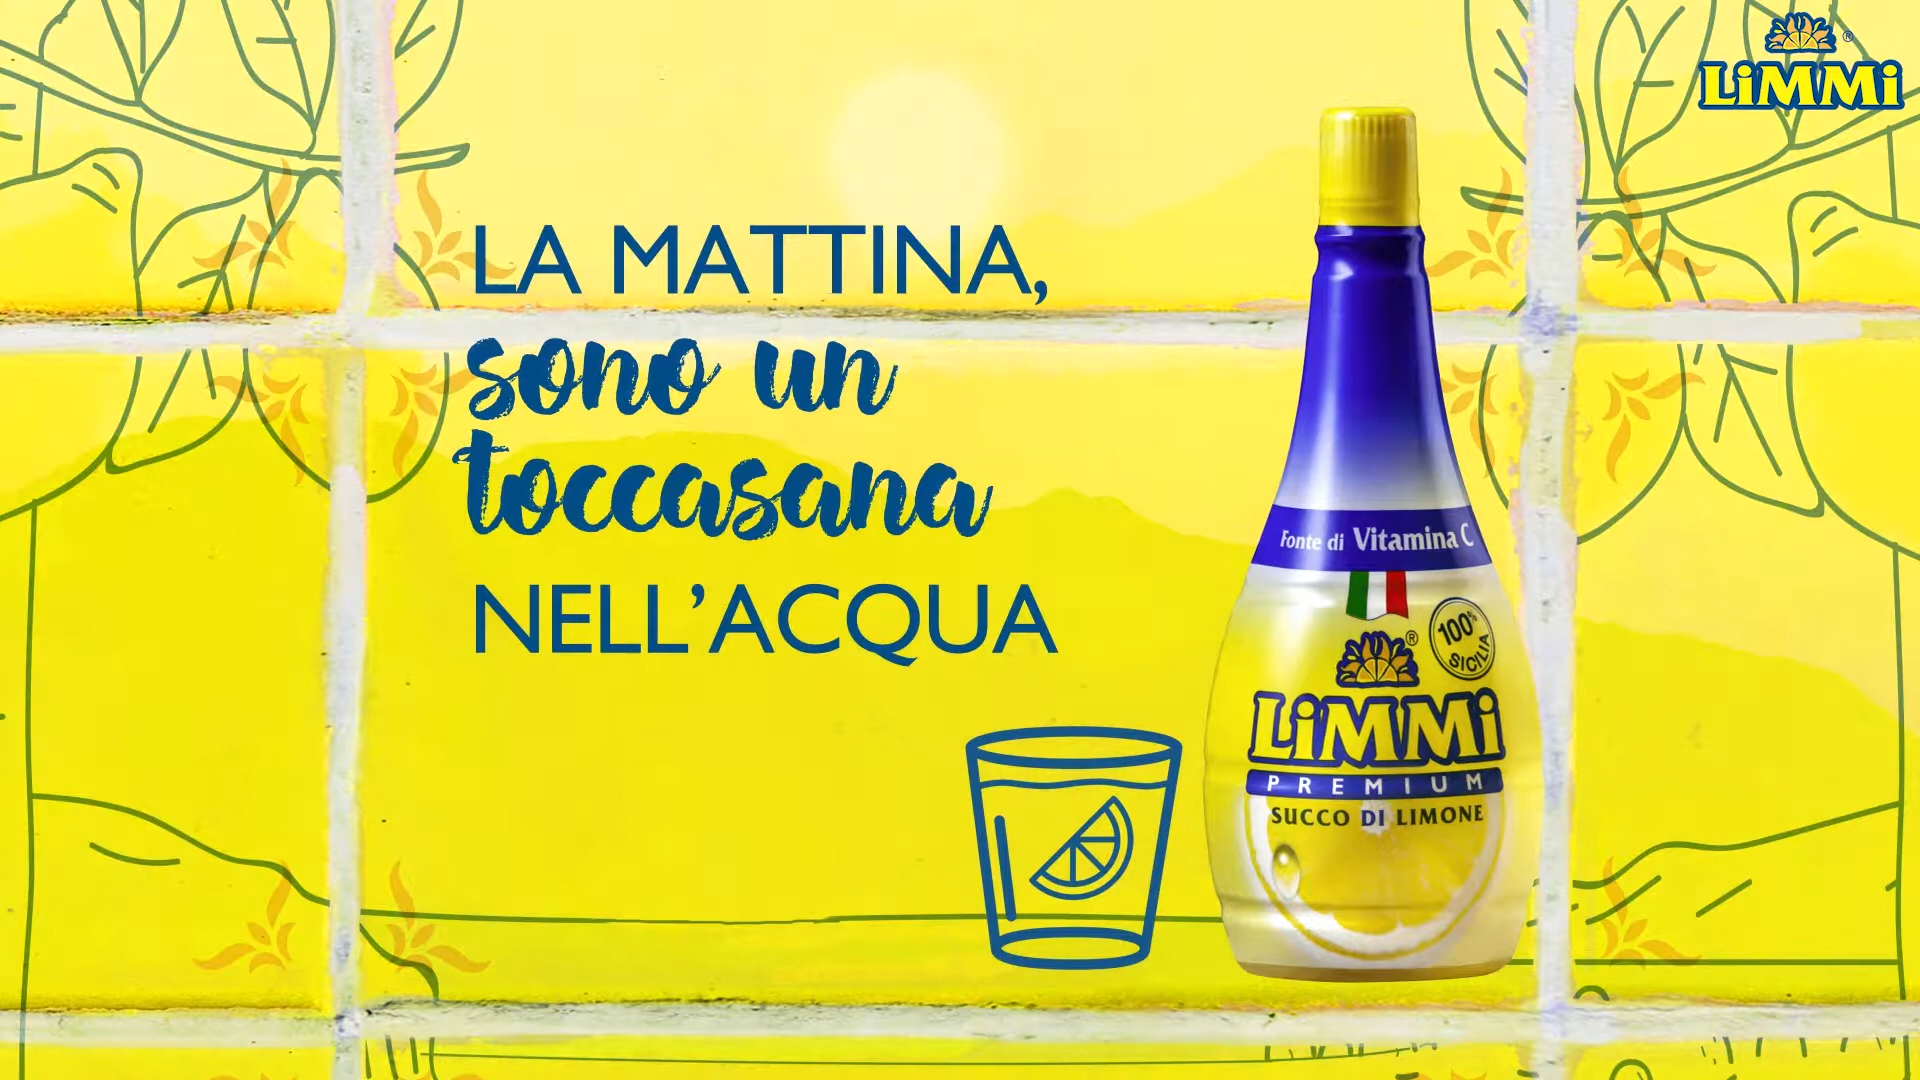 LiMMi
LA MATTINA,
sono un
toccasana
NELL'ACQUA
Fonte di Vitamina C
100%
SICILIA
LiMMi
PREMIUM
SUCCO DI LIMONE